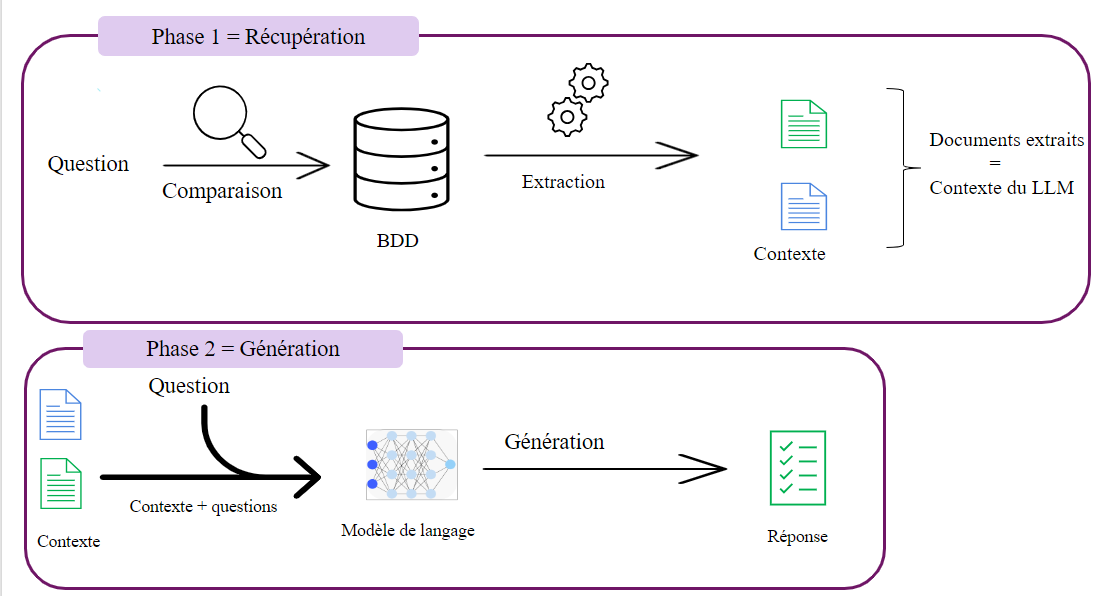 Phase 1 = Récupération
Question
Comparaison
BDD
Extraction
Contexte
Documents extraits
=
Contexte du LLM
Phase 2 = Génération
Question
Contexte + questions
Contexte
Modèle de langage
Génération
Réponse